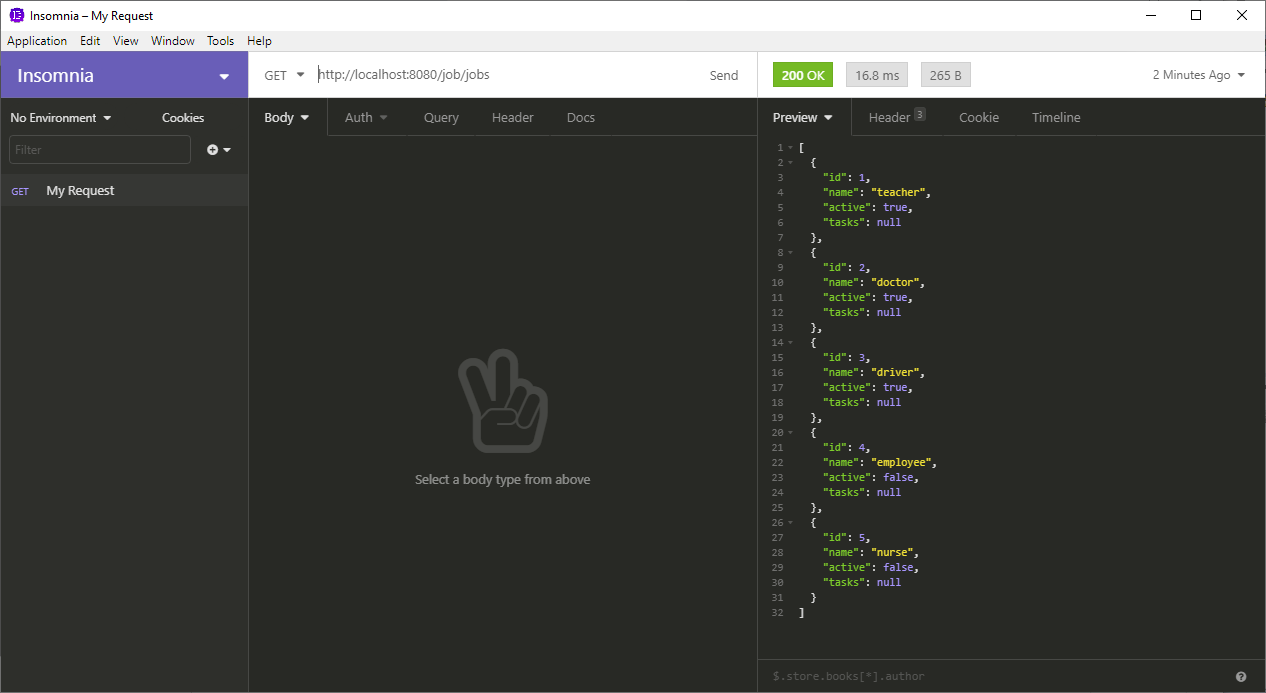 Insomnia – My Request
Application Edit View Window Tools Help
Insomnia
GET http://localhost:8080/job/jobs Send
200 OK 16.8 ms 265 B 2 Minutes Ago
No Environment Cookies
Filter
GET My Request
Body Auth Query Header Docs
Select a body type from above
Preview Header 3 Cookie Timeline
1 [
2 {
3 "id": 1,
4 "name": "teacher",
5 "active": true,
6 "tasks": null
7 },
8 {
9 "id": 2,
10 "name": "doctor",
11 "active": true,
12 "tasks": null
13 },
14 {
15 "id": 3,
16 "name": "driver",
17 "active": true,
18 "tasks": null
19 },
20 {
21 "id": 4,
22 "name": "employee",
23 "active": false,
24 "tasks": null
25 },
26 {
27 "id": 5,
28 "name": "nurse",
29 "active": false,
30 "tasks": null
31 }
32 ]
$.store.books[*].author